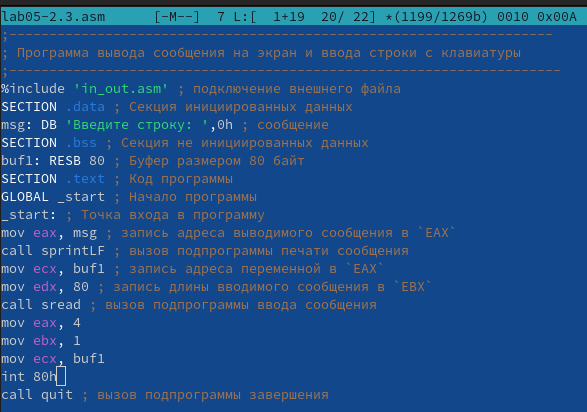 lab05-2.3.asm [-M--] 7 L:[ 1+19 20/ 22] *(1199/1269b) 0010 0x00A
;------------------------------------------------------------
; Программа вывода сообщения на экран и ввода строки с клавиатуры
;-------------------------------------------------------------
%include 'in_out.asm' ; подключение внешнего файла
SECTION .data ; Секция инициированных данных
msg: DB 'Введите строку: ',0h ; сообщение
SECTION .bss ; Секция не инициированных данных
buf1: RESB 80 ; Буфер размером 80 байт
SECTION .text ; Код программы
GLOBAL _start ; Начало программы
_start: ; Точка входа в программу
mov eax, msg ; запись адреса выводимого сообщения в `EAX`
call sprintLF ; вызов подпрограммы печати сообщения
mov ecx, buf1 ; запись адреса переменной в `EAX`
mov edx, 80 ; запись длины вводимого сообщения в `EBX`
call sread ; вызов подпрограммы ввода сообщения
mov eax, 4
mov ebx, 1
mov ecx, buf1
int 80h
call quit ; вызов подпрограммы завершения